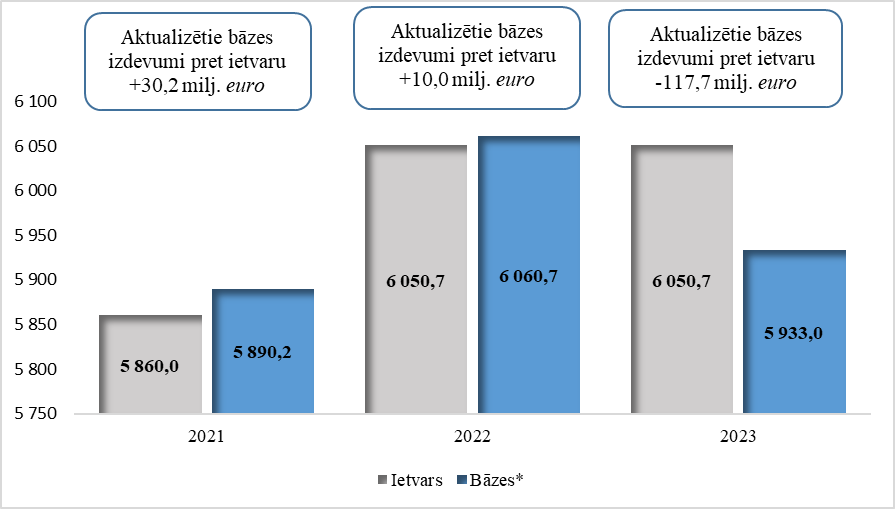 Aktualizētie bāzes
izdevumi pret ietvaru
+30,2 milj. euro
Aktualizētie bāzes
izdevumi pret ietvaru
+10,0 milj. euro
Aktualizētie bāzes
izdevumi pret ietvaru
-117,7 milj. euro
6 100
6 050
6 000
5 950
5 900
5 850
5 800
5 750
5 860,0
5 890,2
6 050,7
6 060,7
6 050,7
5 933,0
2021
2022
2023
Ietvars
Bāzes*